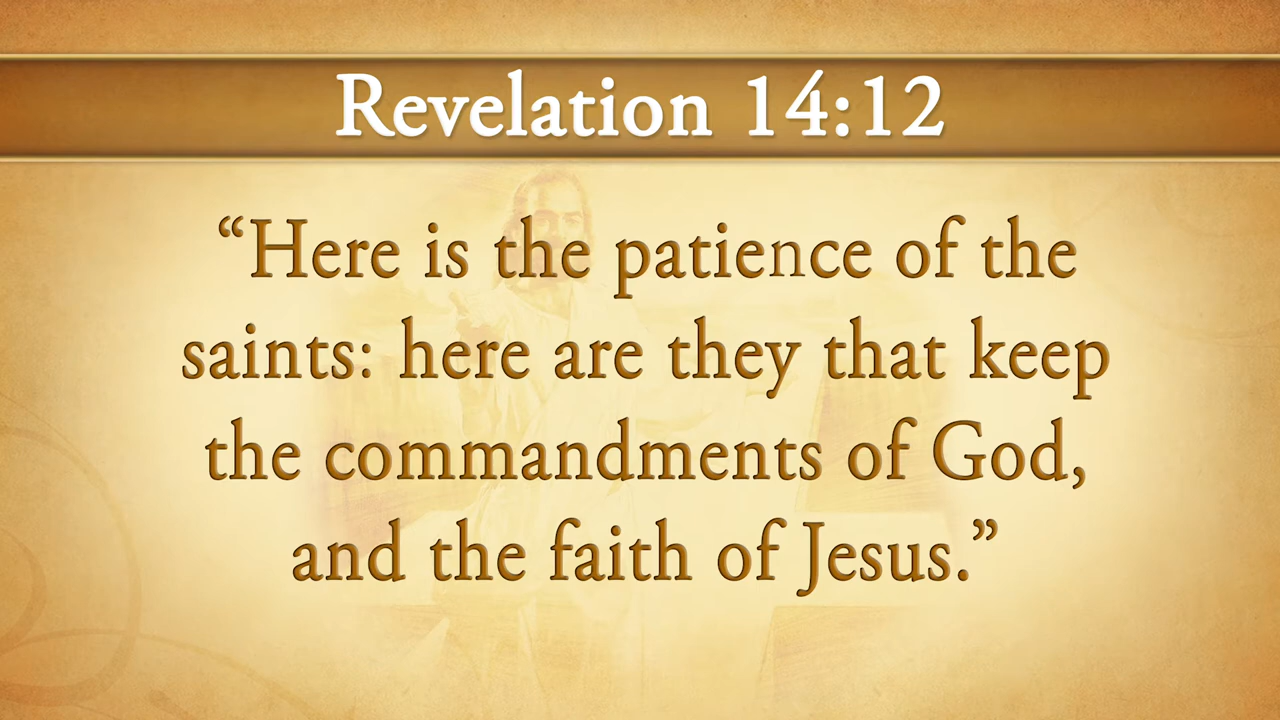 Revelation 14:12
“Here is the patience of the
saints: here are they that keep
the commandments of God,
and the faith of Jesus.”